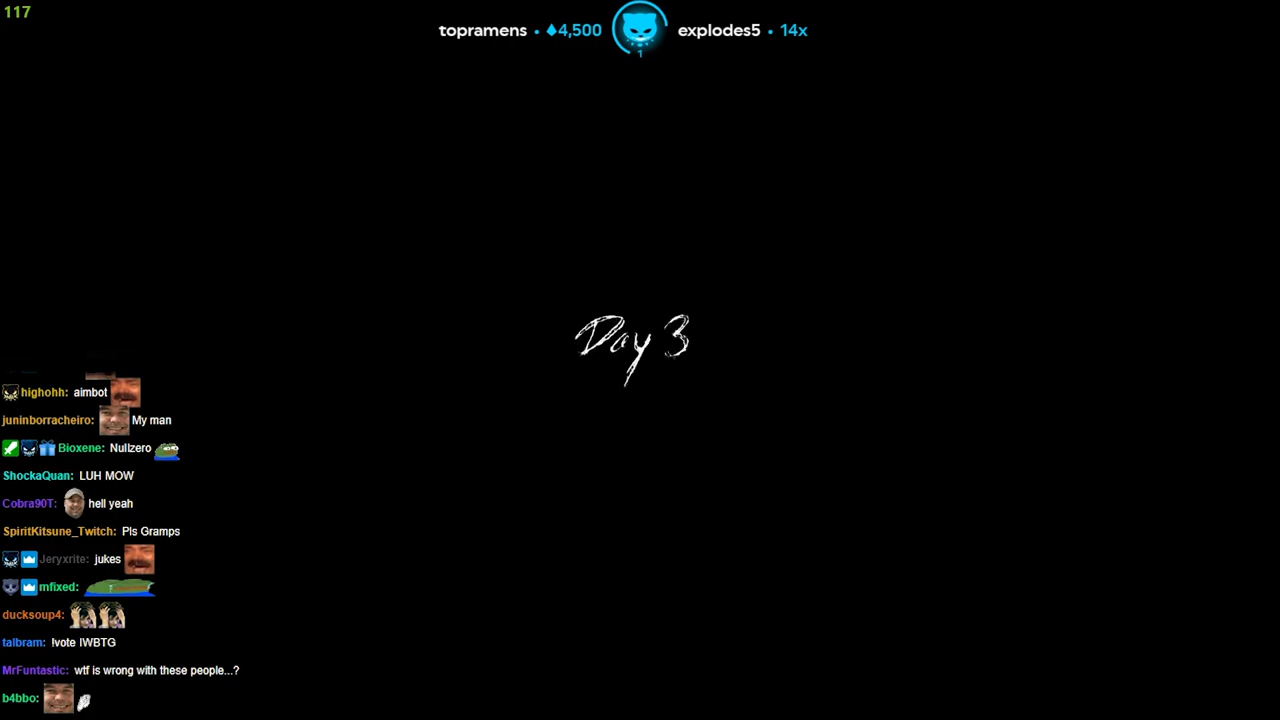 117
topramens • 4,500 explodes5 • 14x
1
Day 3
highohh: aimbot
juninborracheiro: My man
Bioxene: Nullzero
ShockaQuan: LUH MOW
Cobra90T: hell yeah
SpiritKitsune_Twitch: Pls Gramps
Jeryxrite: jukes
mfixed:
ducksoup4:
talbram: !vote IWBTG
MrFuntastic: wtf is wrong with these people...?
b4bbo: